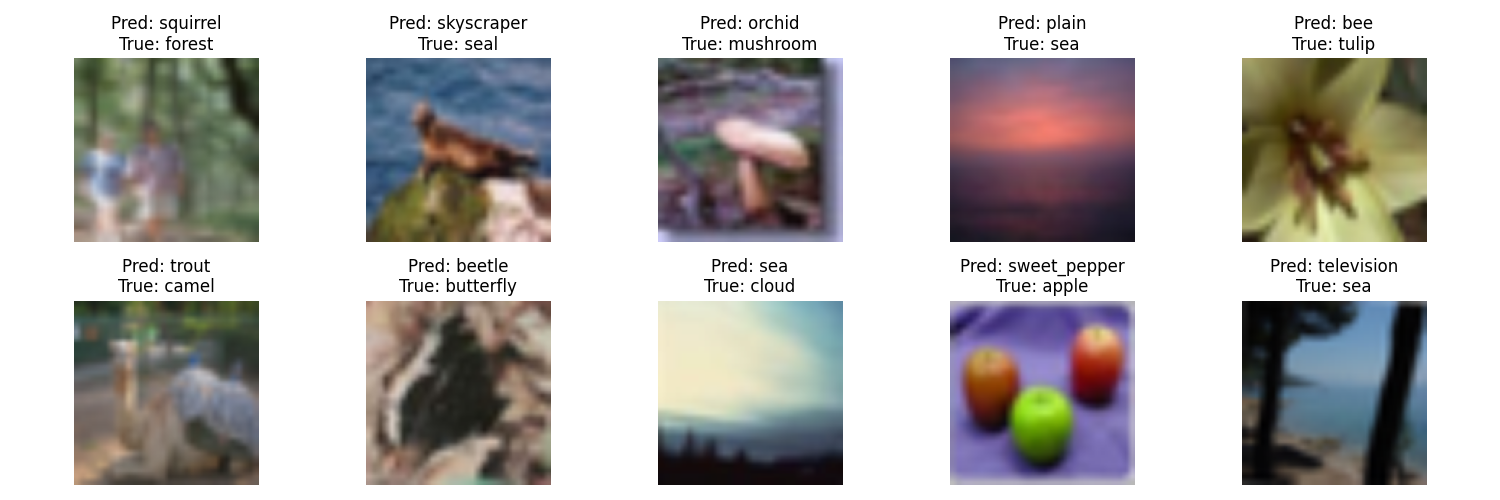 Pred: squirrel
True: forest
Pred: skyscraper
True: seal
Pred: orchid
True: mushroom
Pred: plain
True: sea
Pred: bee
True: tulip
Pred: trout
True: camel
Pred: beetle
True: butterfly
Pred: sea
True: cloud
Pred: sweet_pepper
True: apple
Pred: television
True: sea